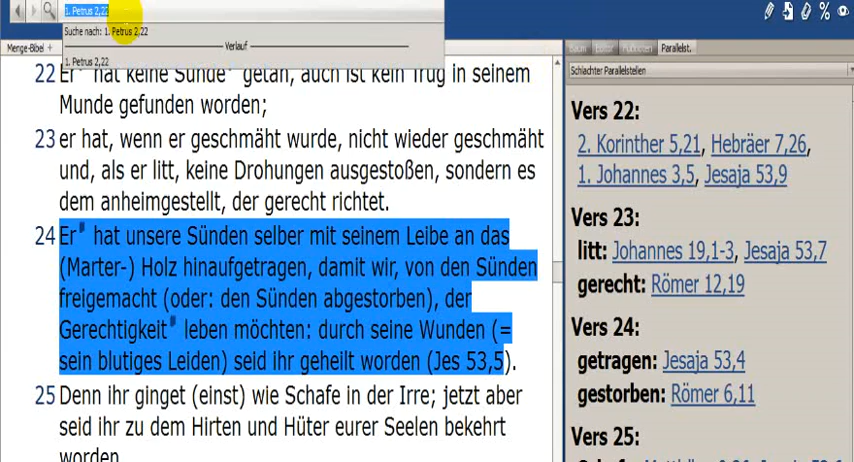 1. Petrus 2,22
Suche nach: 1. Petrus 2,22
Verlauf
1. Petrus 2,22
Menge-Bibel +
Baum Editor Fußnoten Parallelst.
Schlachter Parallelstellen
22 Er hat keine Sünde getan, auch ist kein Trug in seinem
Munde gefunden worden;
23 er hat, wenn er geschmäht wurde, nicht wieder geschmäht
und, als er litt, keine Drohungen ausgestoßen, sondern es
dem anheimgestellt, der gerecht richtet.
24 Er hat unsere Sünden selber mit seinem Leibe an das
(Marter-) Holz hinaufgetragen, damit wir, von den Sünden
freigemacht (oder: den Sünden abgestorben), der
Gerechtigkeit leben möchten: durch seine Wunden (=
sein blutiges Leiden) seid ihr geheilt worden (Jes 53,5).
25 Denn ihr ginget (einst) wie Schafe in der Irre; jetzt aber
seid ihr zu dem Hirten und Hüter eurer Seelen bekehrt
worden
Vers 22:
2. Korinther 5,21, Hebräer 7,26,
1. Johannes 3,5, Jesaja 53,9
Vers 23:
litt: Johannes 19,1-3, Jesaja 53,7
gerecht: Römer 12,19
Vers 24:
getragen: Jesaja 53,4
gestorben: Römer 6,11
Vers 25: